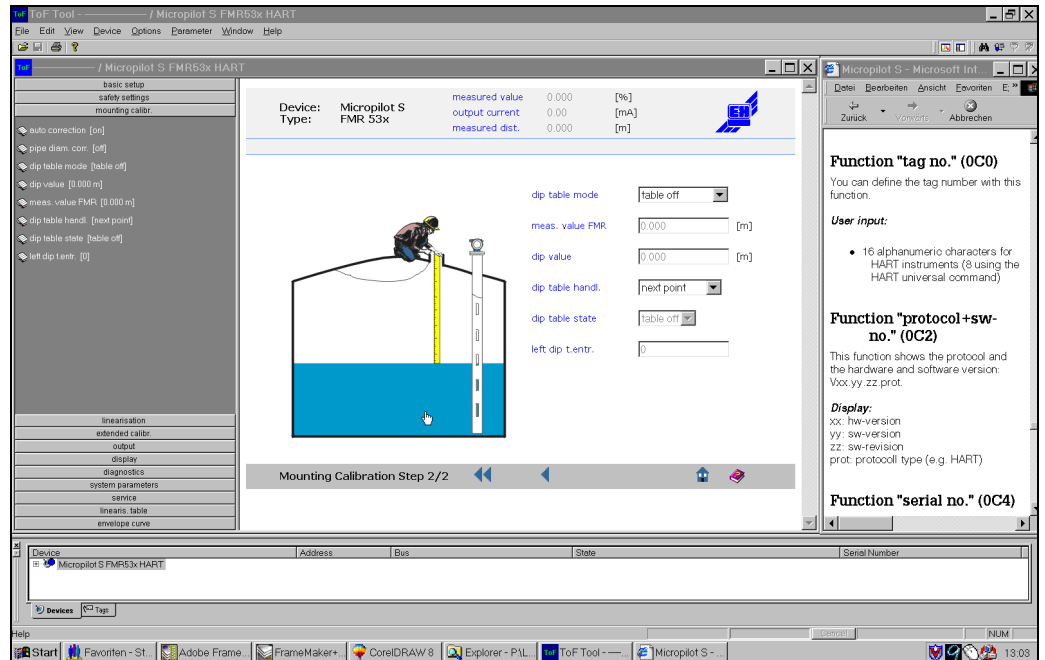 ToF ToF Tool - ———— / Micropilot S FMR53x HART
File Edit View Device Options Parameter Window Help
ToF ———— / Micropilot S FMR53x HART
basic setup
safety settings
mounting calibr.
auto correction [on]
pipe diam. corr. [off]
dip table mode [table off]
dip value [0.000 m]
meas. value FMR [0.000 m]
dip table handl. [next point]
dip table state [table off]
left dip t.entr. [0]
linearisation
extended calibr.
output
display
diagnostics
system parameters
service
linearis. table
envelope curve
Device: Micropilot S
Type: FMR 53x
measured value 0.000 [%]
output current 0.00 [mA]
measured dist. 0.000 [m]
EH
dip table mode table off
meas. value FMR 0.000 [m]
dip value 0.000 [m]
dip table handl. next point
dip table state table off
left dip t.entr. 0
Mounting Calibration Step 2/2
Micropilot S - Microsoft Int...
Datei Bearbeiten Ansicht Favoriten E. »
Zurück Vorwärts Abbrechen
Function "tag no." (0C0)
You can define the tag number with this
function.
User input:
• 16 alphanumeric characters for
HART instruments (8 using the
HART universal command)
Function "protocol+sw-
no." (0C2)
This function shows the protocol and
the hardware and software version:
Vxx.yy.zz.prot.
Display:
xx: hw-version
yy: sw-version
zz: sw-revision
prot: protocoll type (e.g. HART)
Function "serial no." (0C4)
Device Address Bus State Serial Number
Micropilot S FMR53x HART
Devices Tags
Help Cancel NUM
Start Favoriten - St... Adobe Frame... FrameMaker+... CorelDRAW 8 Explorer - P:\L... ToF ToF Tool - —... Micropilot S - ... 13:03